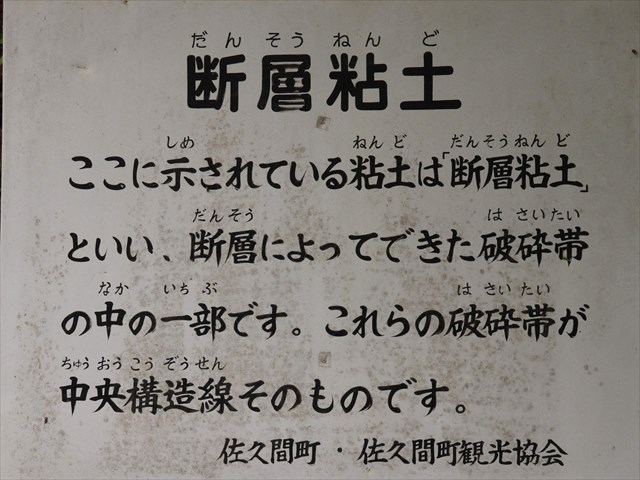 だんそうねんど
断層粘土
しめ ねんど だんそうねんど
ここに示されている粘土は「断層粘土」
だんそう はさいたい
といい、断層によってできた破砕帯
なか いちぶ はさいたい
の中の一部です。これらの破砕帯が
ちゅうおうこうぞうせん
中央構造線そのものです。
佐久間町・佐久間町観光協会